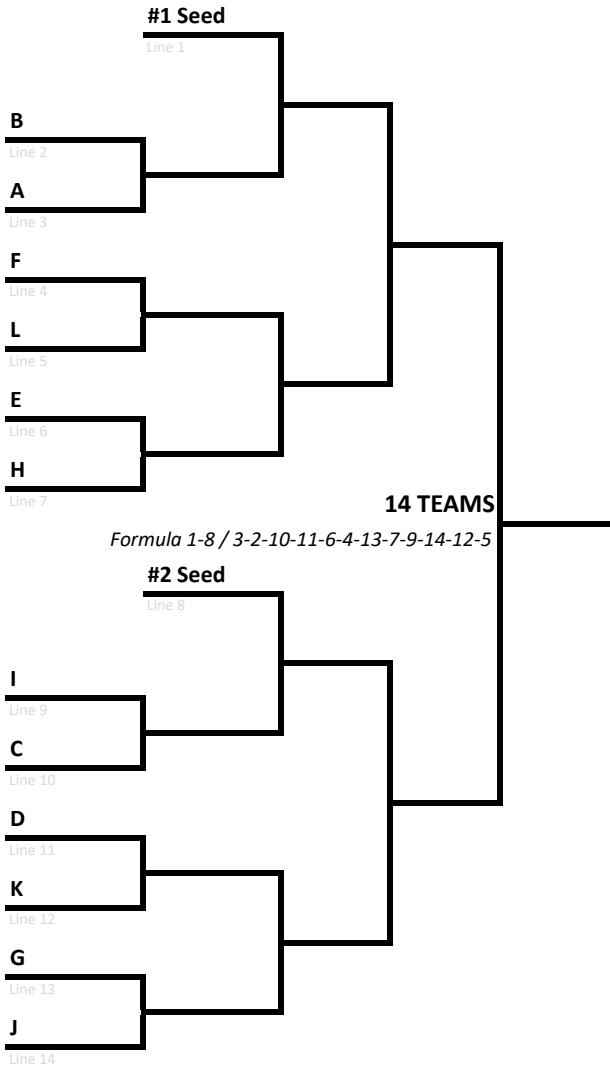 #1 Seed
Line 1
B
Line 2
A
Line 3
F
Line 4
L
Line 5
E
Line 6
H
Line 7
14 TEAMS
Formula 1-8 / 3-2-10-11-6-4-13-7-9-14-12-5
#2 Seed
Line 8
I
Line 9
C
Line 10
D
Line 11
K
Line 12
G
Line 13
J
Line 14